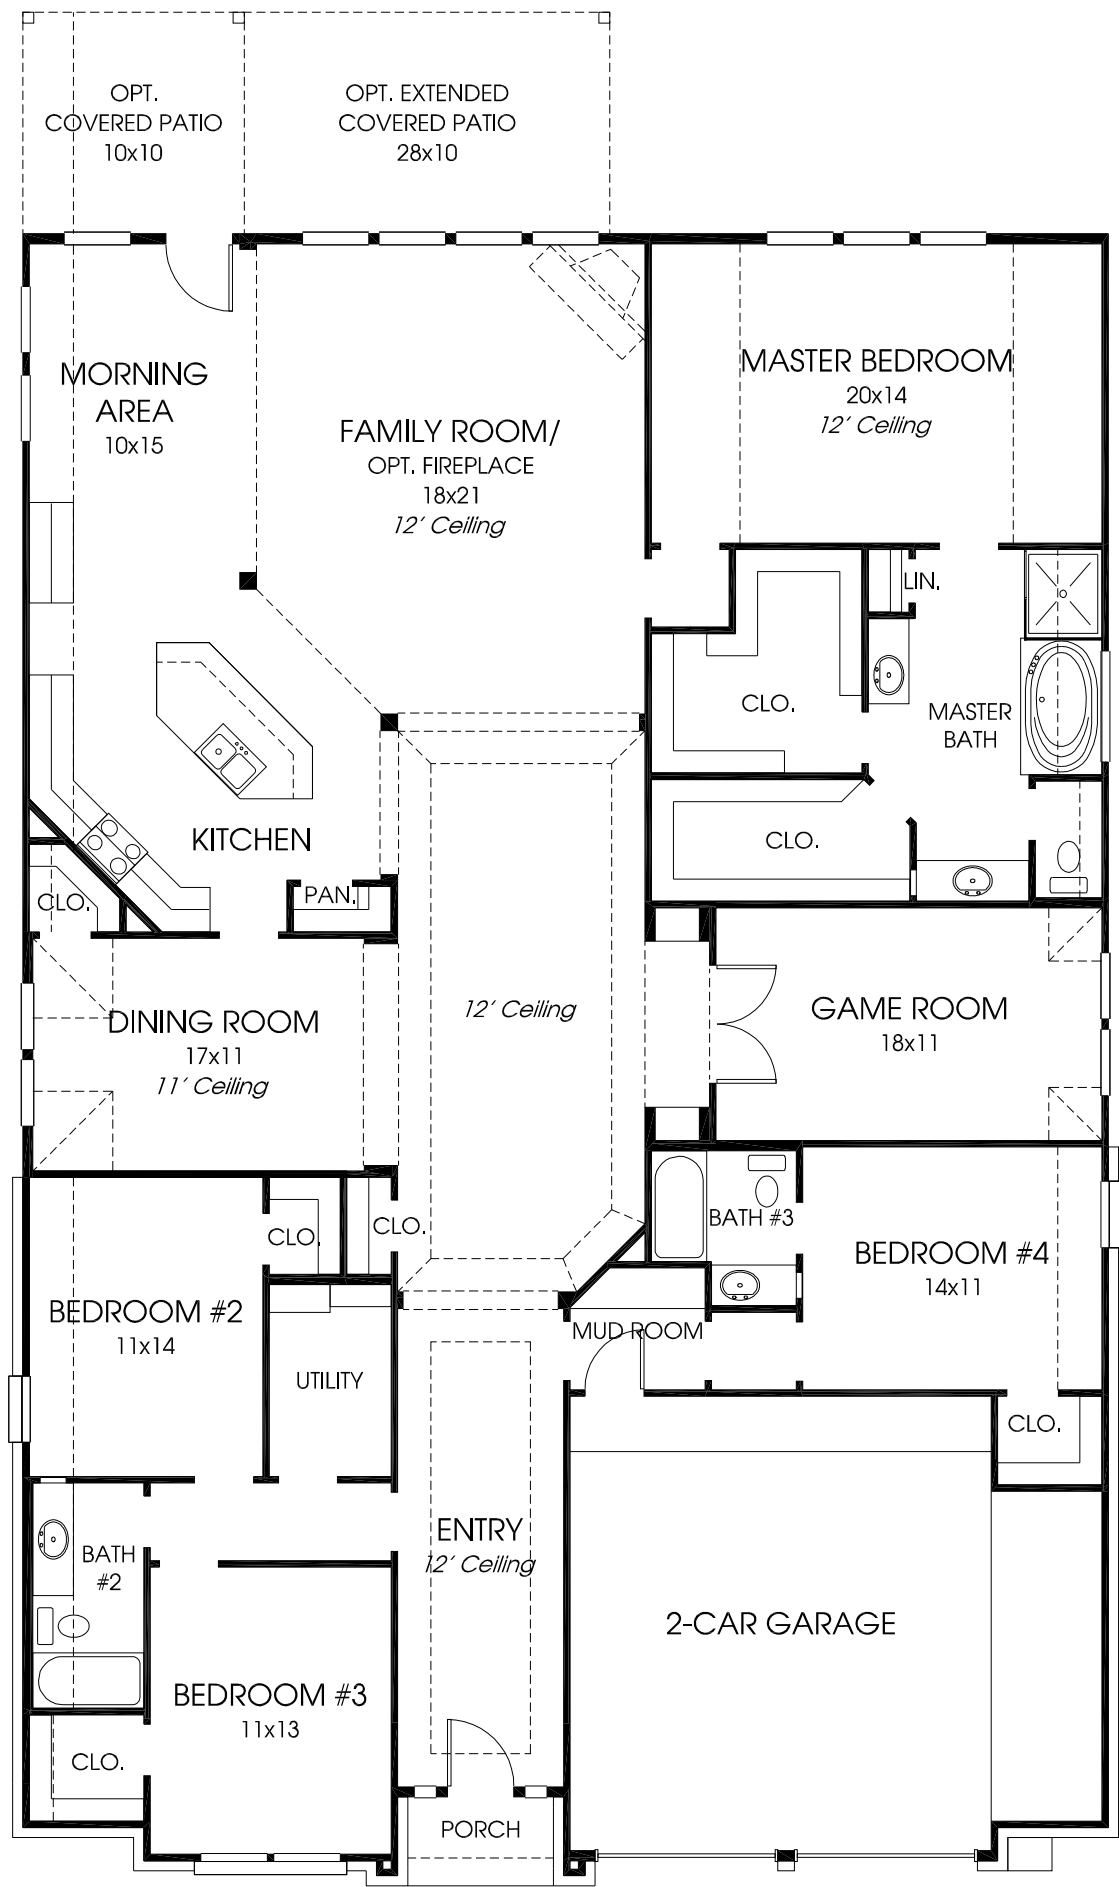 OPT.
COVERED PATIO
10x10
OPT. EXTENDED
COVERED PATIO
28x10
MORNING
AREA
10x15
FAMILY ROOM/
OPT. FIREPLACE
18x21
12' Ceiling
MASTER BEDROOM
20x14
12' Ceiling
LIN.
CLO.
MASTER
BATH
CLO.
KITCHEN
PAN.
CLO.
DINING ROOM
17x11
11' Ceiling
12' Ceiling
GAME ROOM
18x11
CLO.
CLO.
BATH #3
BEDROOM #4
14x11
BEDROOM #2
11x14
MUD ROOM
UTILITY
CLO.
ENTRY
12' Ceiling
BATH
#2
2-CAR GARAGE
BEDROOM #3
11x13
CLO.
PORCH